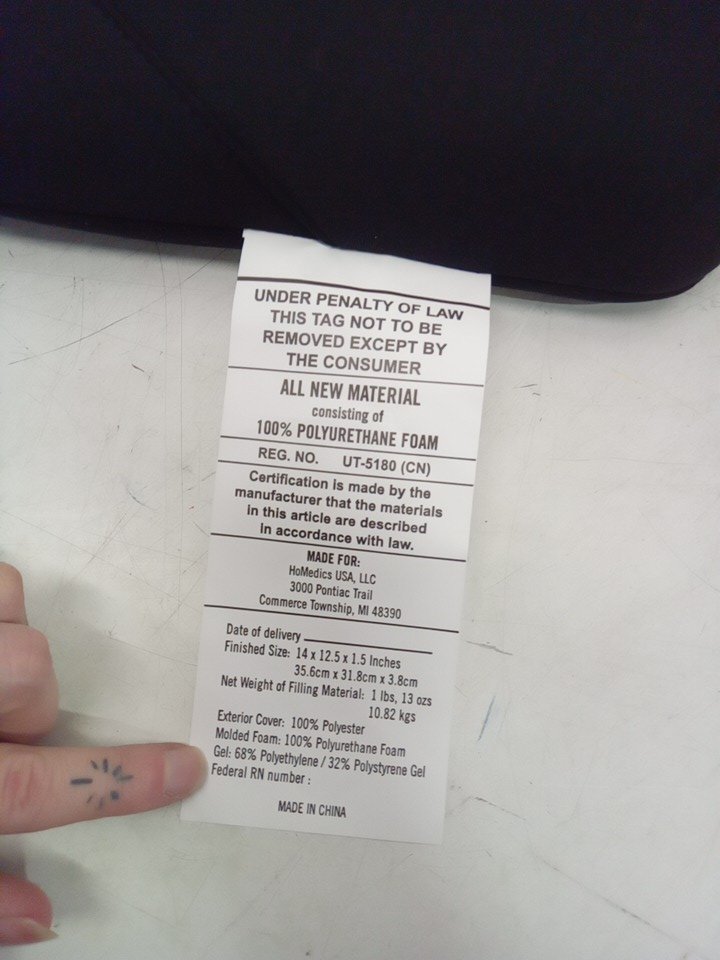 UNDER PENALTY OF LAW
THIS TAG NOT TO BE
REMOVED EXCEPT BY
THE CONSUMER
ALL NEW MATERIAL
consisting of
100% POLYURETHANE FOAM
REG. NO. UT-5180 (CN)
Certification is made by the
manufacturer that the materials
in this article are described
in accordance with law.
MADE FOR:
HoMedics USA, LLC
3000 Pontiac Trail
Commerce Township, MI 48390
Date of delivery
Finished Size: 14 x 12.5 x 1.5 Inches
35.6cm x 31.8cm x 3.8cm
Net Weight of Filling Material: 1 lbs, 13 ozs
10.82 kgs
Exterior Cover: 100% Polyester
Molded Foam: 100% Polyurethane Foam
Gel: 68% Polyethylene / 32% Polystyrene Gel
Federal RN number :
MADE IN CHINA